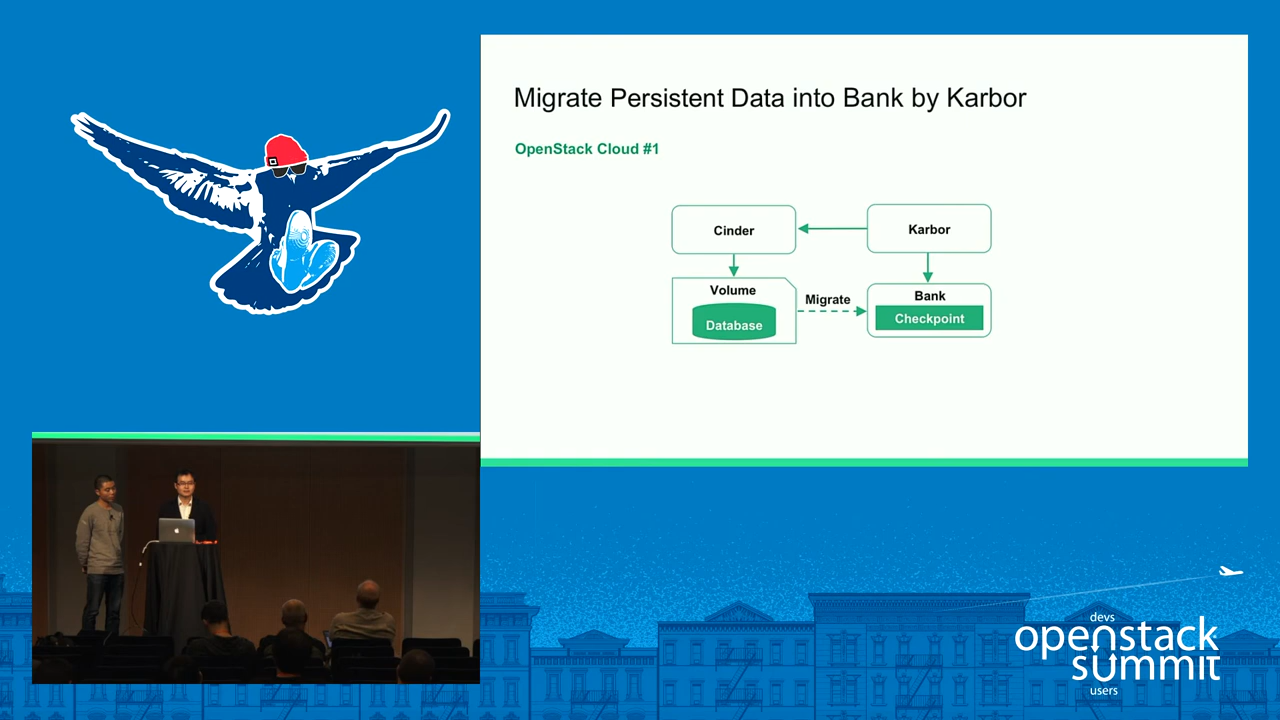 Migrate Persistent Data into Bank by Karbor
OpenStack Cloud #1
Cinder
Karbor
Volume
Database
Migrate
Bank
Checkpoint
devs
openstack
summit
users